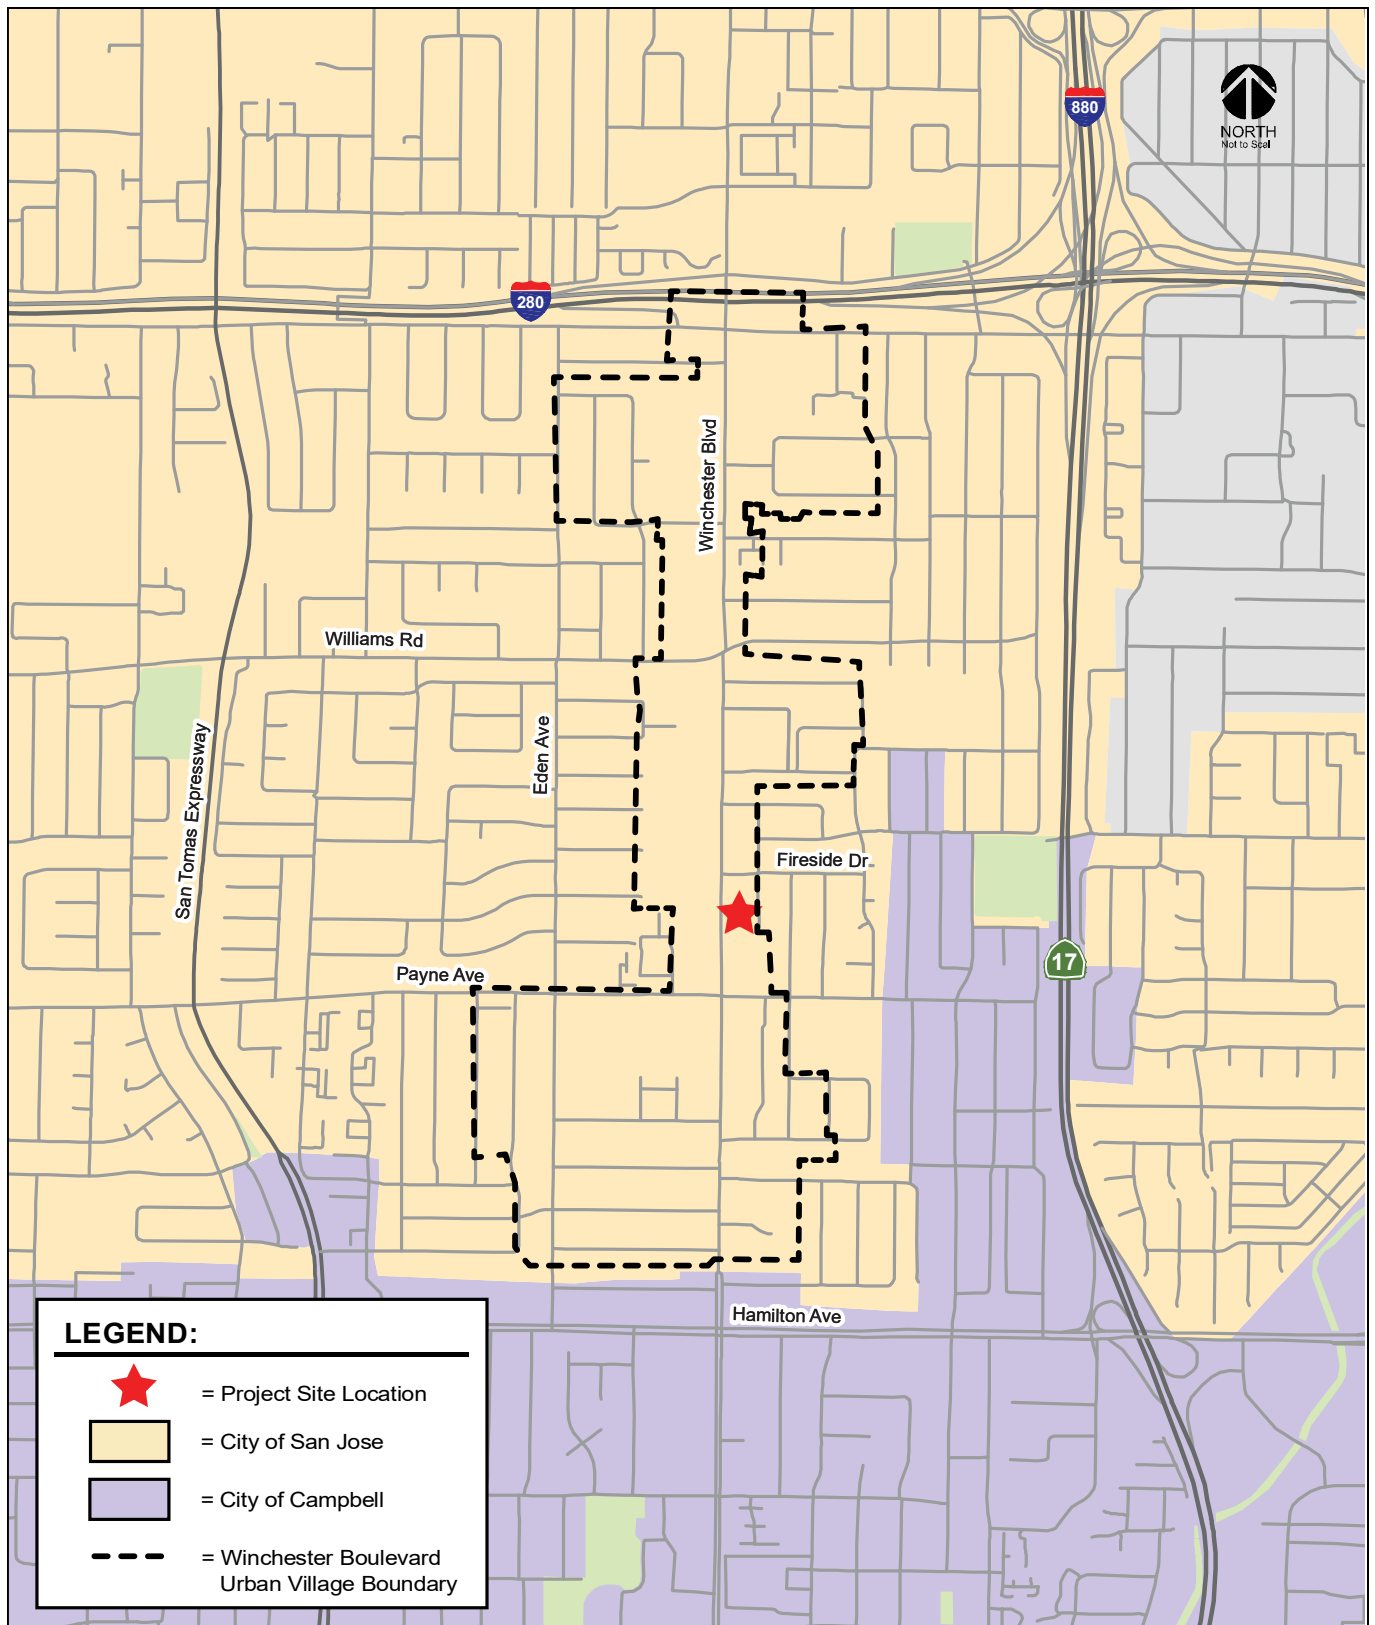 880
NORTH
Not to Scal
280
Winchester Blvd
Williams Rd
Eden Ave
San Tomas Expressway
Fireside Dr
Payne Ave
17
Hamilton Ave
LEGEND:
= Project Site Location
= City of San Jose
= City of Campbell
= Winchester Boulevard
Urban Village Boundary